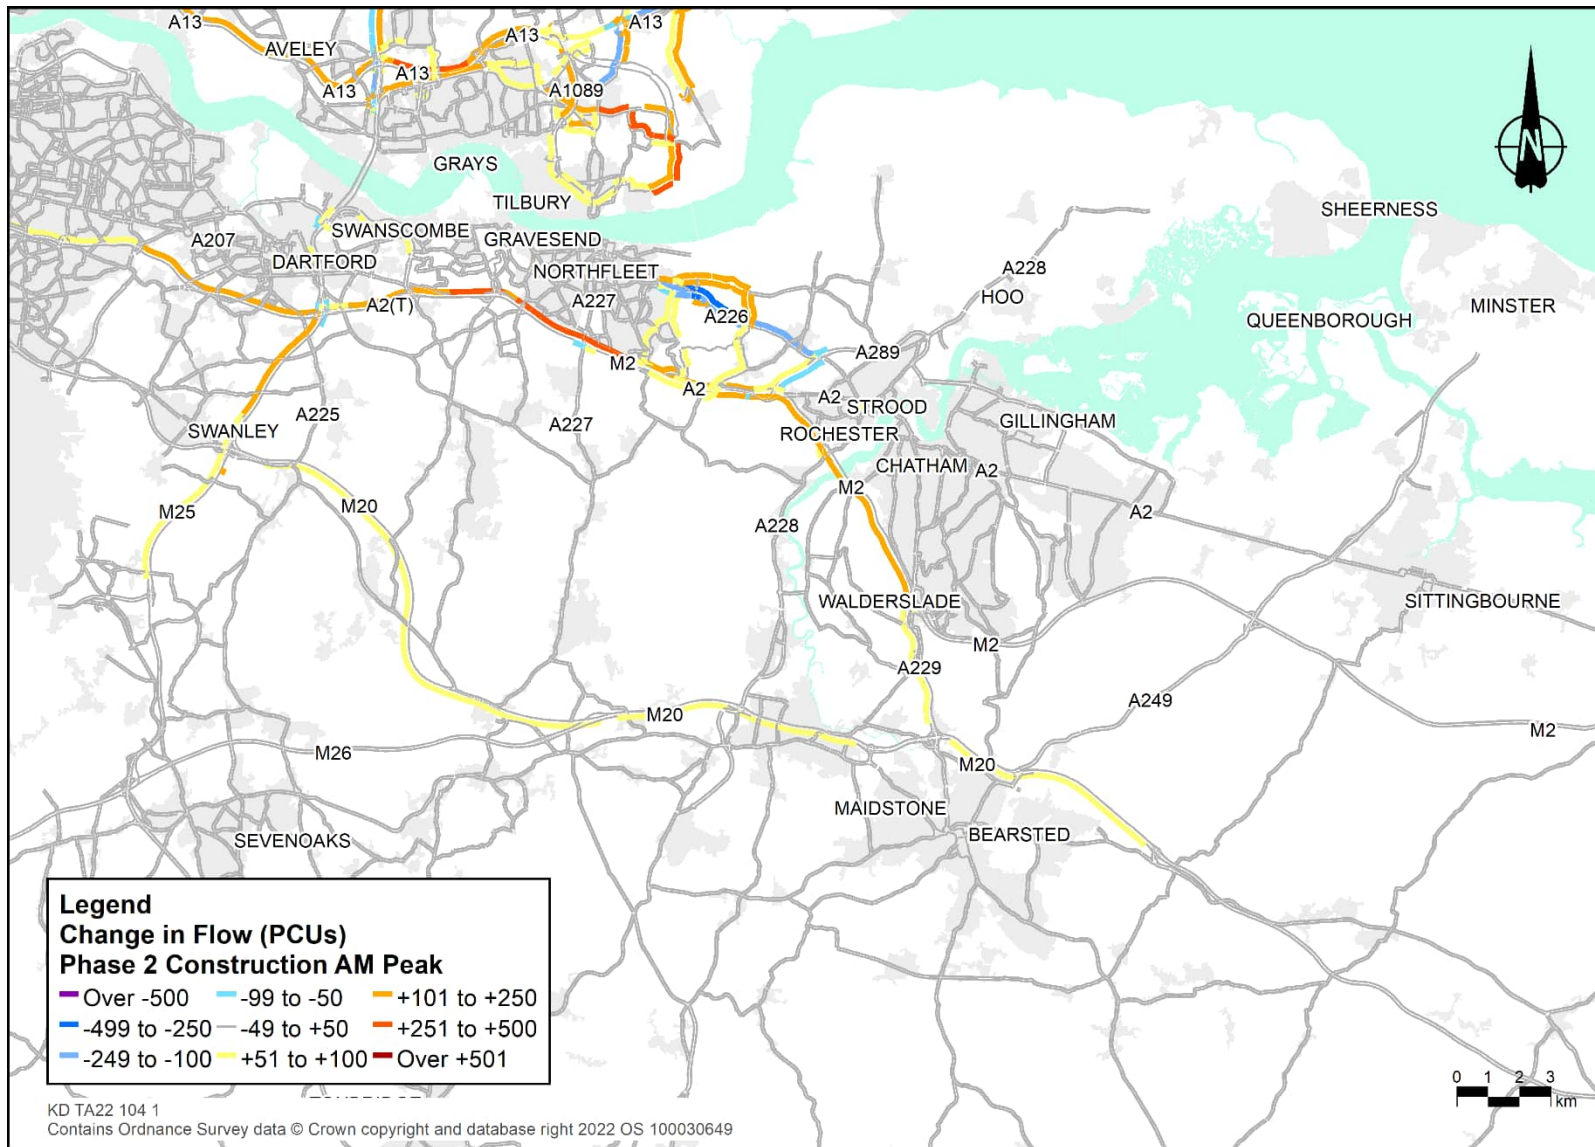 A13
A13
A13
AVELEY
A13
A13
A1089
GRAYS
TILBURY
SHEERNESS
A207
SWANSCOMBE
GRAVESEND
DARTFORD
NORTHFLEET
A228
HOO
MINSTER
A2(T)
A227
A226
QUEENBOROUGH
M2
A289
A2
A2
STROOD
A225
SWANLEY
A227
ROCHESTER
GILLINGHAM
CHATHAM
A2
M2
M20
M25
A228
A2
WALDERSLADE
SITTINGBOURNE
M2
A229
A249
M20
M26
M2
M20
MAIDSTONE
SEVENOAKS
BEARSTED
N
Legend
Change in Flow (PCUs)
Phase 2 Construction AM Peak
Over -500 -99 to -50 +101 to +250
-499 to -250 -49 to +50 +251 to +500
-249 to -100 +51 to +100 Over +501
0 1 2 3
km
KD TA22 104 1
Contains Ordnance Survey data © Crown copyright and database right 2022 OS 100030649